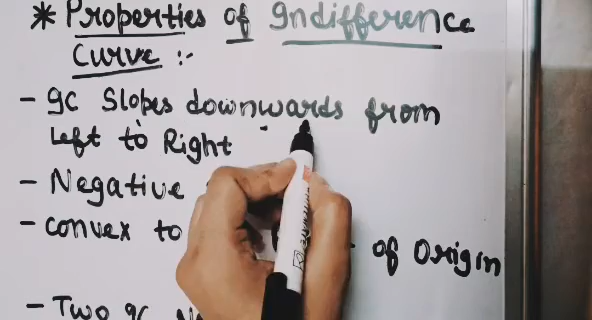 * Properties of Indifference
Curve :-
- IC Slopes downwards from
Left to Right
- Negative
- convex to of Origin
- Two IC